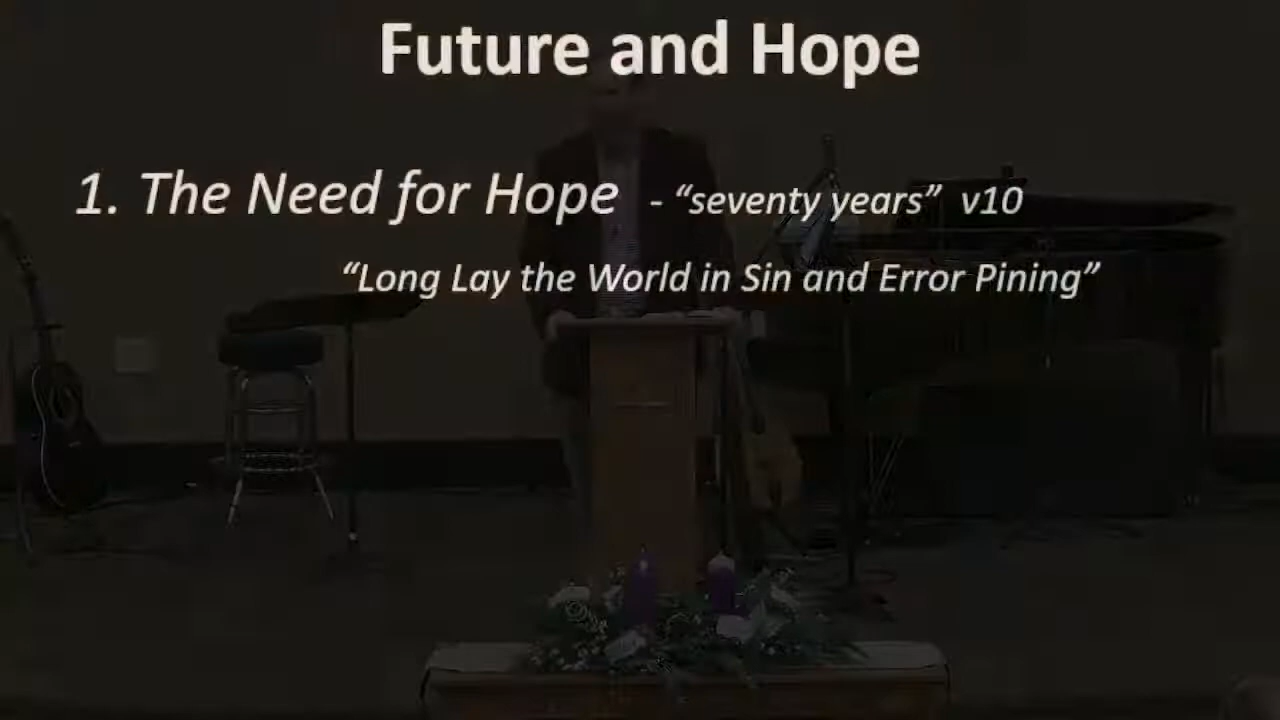 Future and Hope
1. The Need for Hope - “seventy years” v10
“Long Lay the World in Sin and Error Pining”